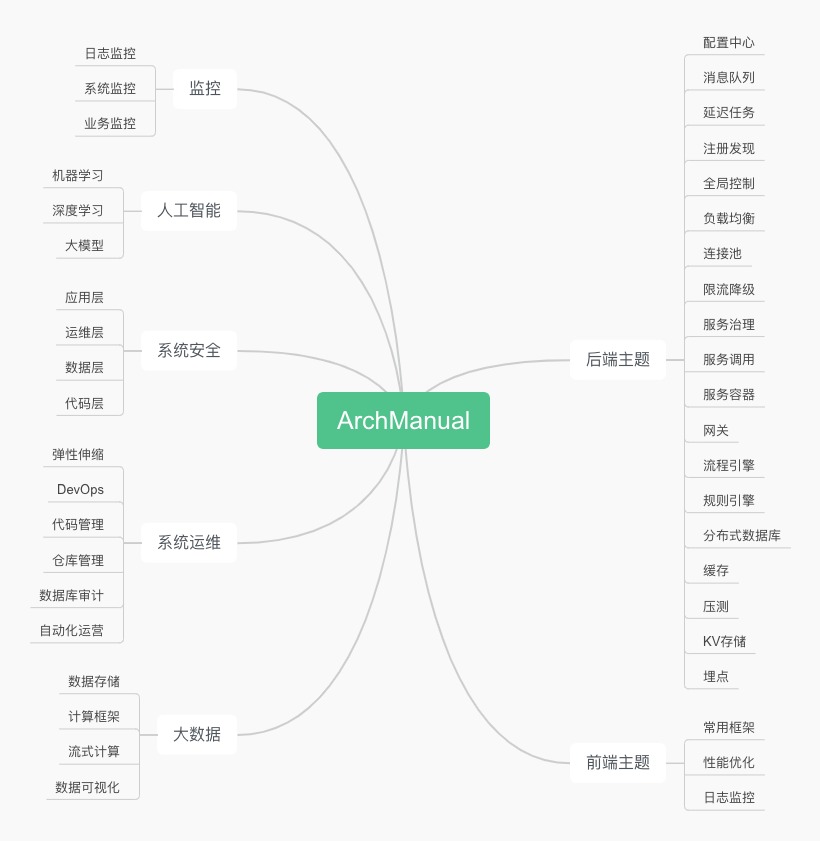 ArchManual
监控
日志监控
系统监控
业务监控
人工智能
机器学习
深度学习
大模型
系统安全
应用层
运维层
数据层
代码层
系统运维
弹性伸缩
DevOps
代码管理
仓库管理
数据库审计
自动化运营
大数据
数据存储
计算框架
流式计算
数据可视化
后端主题
配置中心
消息队列
延迟任务
注册发现
全局控制
负载均衡
连接池
限流降级
服务治理
服务调用
服务容器
网关
流程引擎
规则引擎
分布式数据库
缓存
压测
KV存储
埋点
前端主题
常用框架
性能优化
日志监控